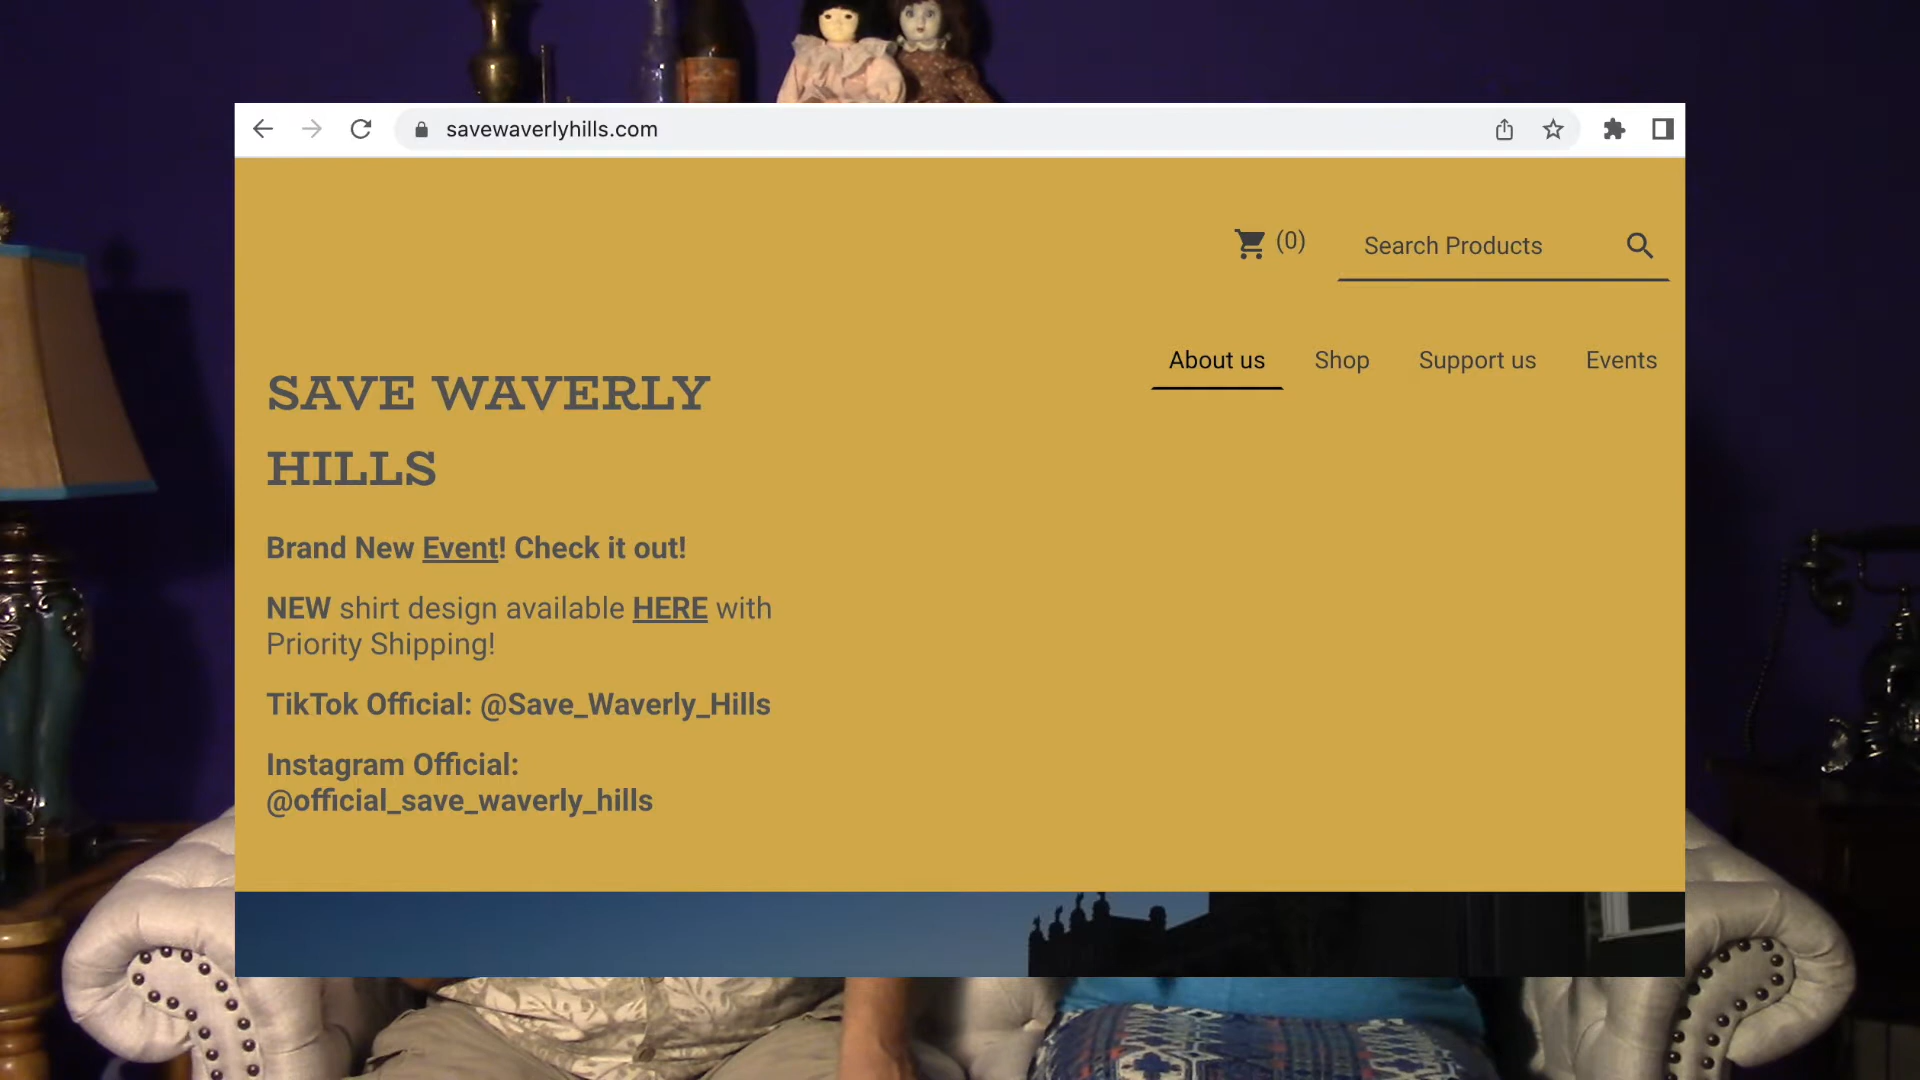 savewaverlyhills.com
(0)
Search Products
About us Shop Support us Events
SAVE WAVERLY
HILLS
Brand New Event! Check it out!
NEW shirt design available HERE with
Priority Shipping!
TikTok Official: @Save_Waverly_Hills
Instagram Official:
@official_save_waverly_hills